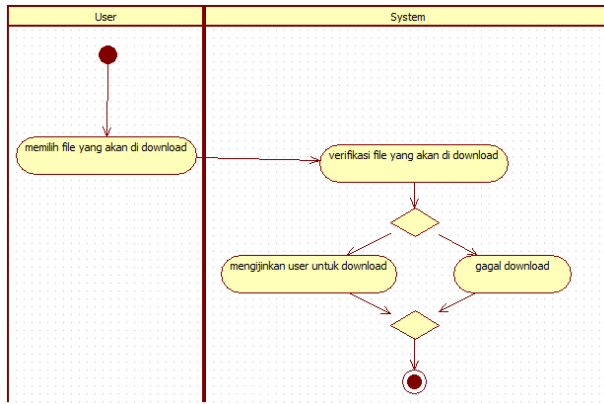 User
System
memilih file yang akan di download
verifikasi file yang akan di download
mengijinkan user untuk download
gagal download